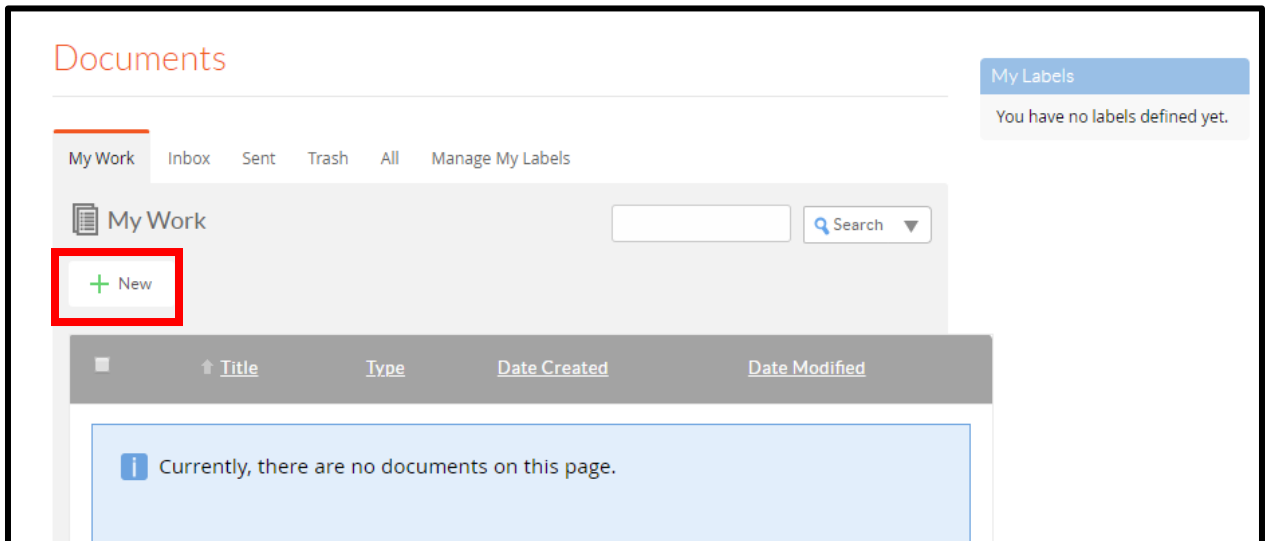 Documents
My Labels
You have no labels defined yet.
My Work Inbox Sent Trash All Manage My Labels
My Work
Search
New
Title Type Date Created Date Modified
Currently, there are no documents on this page.